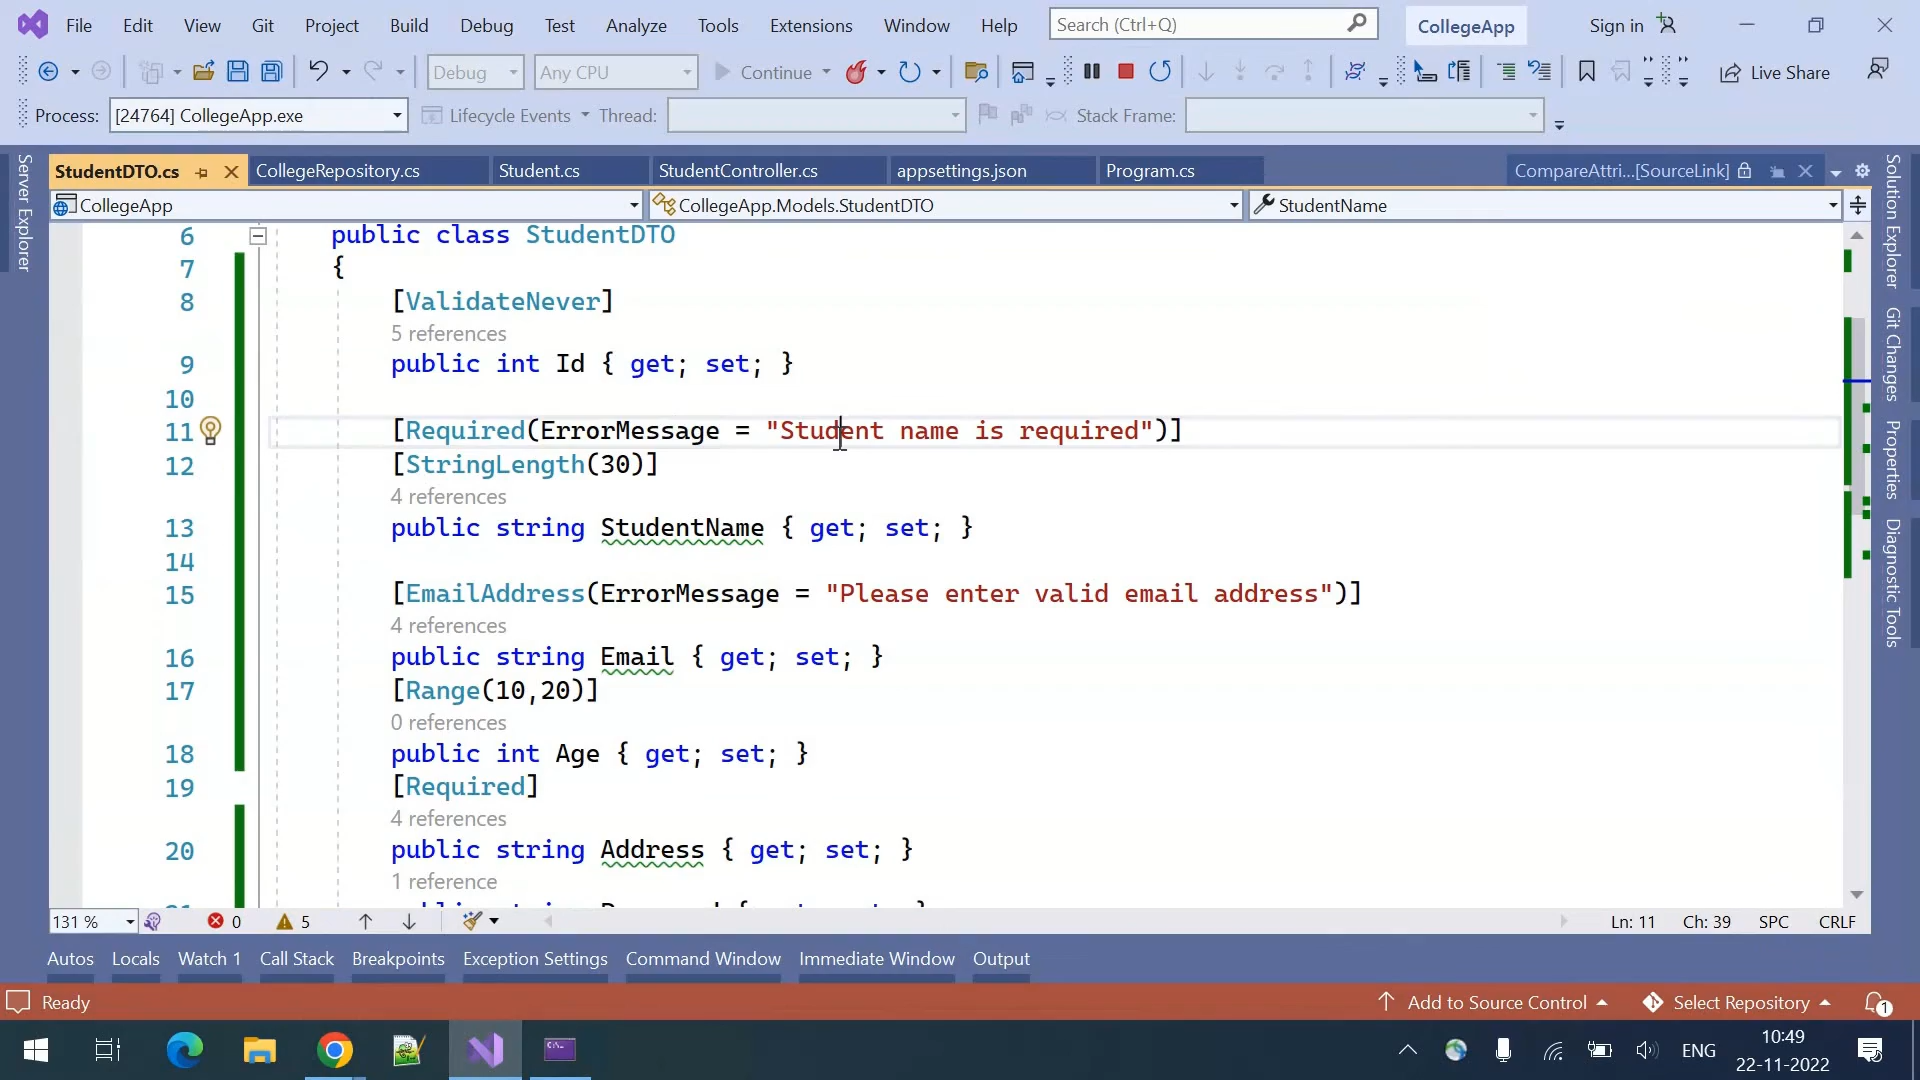 File Edit View Git Project Build Debug Test Analyze Tools Extensions Window Help Search (Ctrl+Q) CollegeApp Sign in
Debug Any CPU Continue Live Share
Process: [24764] CollegeApp.exe Lifecycle Events Thread: Stack Frame:
StudentDTO.cs CollegeRepository.cs Student.cs StudentController.cs appsettings.json Program.cs CompareAttri...[SourceLink]
CollegeApp CollegeApp.Models.StudentDTO StudentName
Server Explorer
Solution Explorer
Git Changes
Properties
Diagnostic Tools
6 public class StudentDTO
7 {
8 [ValidateNever]
5 references
9 public int Id { get; set; }
10
11 [Required(ErrorMessage = "Student name is required")]
12 [StringLength(30)]
4 references
13 public string StudentName { get; set; }
14
15 [EmailAddress(ErrorMessage = "Please enter valid email address")]
4 references
16 public string Email { get; set; }
17 [Range(10,20)]
0 references
18 public int Age { get; set; }
19 [Required]
4 references
20 public string Address { get; set; }
1 reference
131 % 0 5 Ln: 11 Ch: 39 SPC CRLF
Autos Locals Watch 1 Call Stack Breakpoints Exception Settings Command Window Immediate Window Output
Ready Add to Source Control Select Repository 1
ENG 10:49
22-11-2022